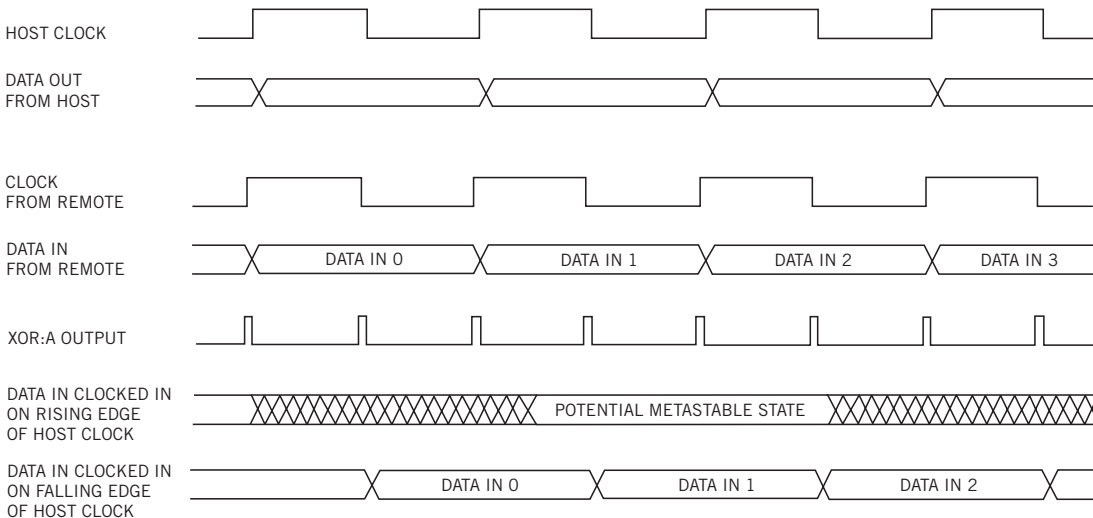 HOST CLOCK
DATA OUT
FROM HOST
CLOCK
FROM REMOTE
DATA IN
FROM REMOTE
DATA IN 0
DATA IN 1
DATA IN 2
DATA IN 3
XOR:A OUTPUT
DATA IN CLOCKED IN
ON RISING EDGE
OF HOST CLOCK
POTENTIAL METASTABLE STATE
DATA IN CLOCKED IN
ON FALLING EDGE
OF HOST CLOCK
DATA IN 0
DATA IN 1
DATA IN 2